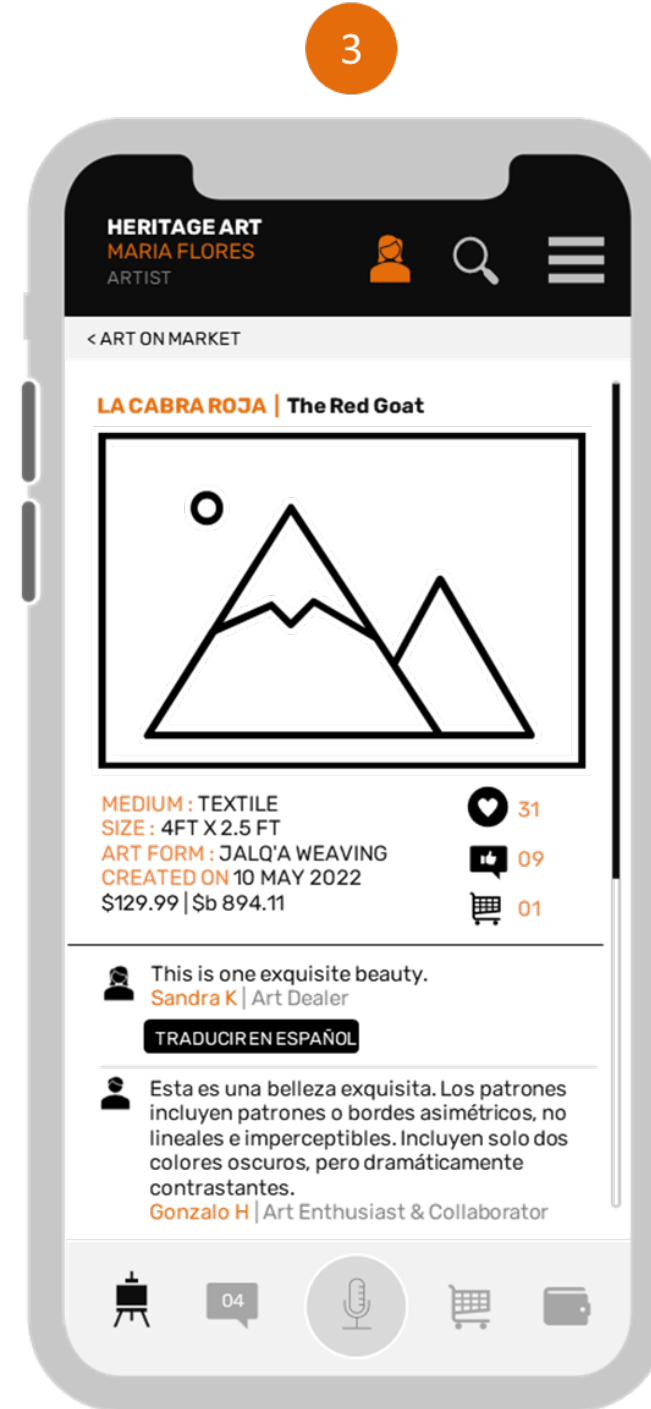 3
HERITAGE ART
MARIA FLORES
ARTIST
< ART ON MARKET
LA CABRA ROJA | The Red Goat
MEDIUM : TEXTILE
SIZE : 4FT X 2.5 FT
ART FORM : JALQ'A WEAVING
CREATED ON 10 MAY 2022
$129.99 | $b 894.11
31
09
01
This is one exquisite beauty.
Sandra K | Art Dealer
TRADUCIR EN ESPAÑOL
Esta es una belleza exquisita. Los patrones
incluyen patrones o bordes asimétricos, no
lineales e imperceptibles. Incluyen solo dos
colores oscuros, pero dramáticamente
contrastantes.
Gonzalo H | Art Enthusiast & Collaborator
04